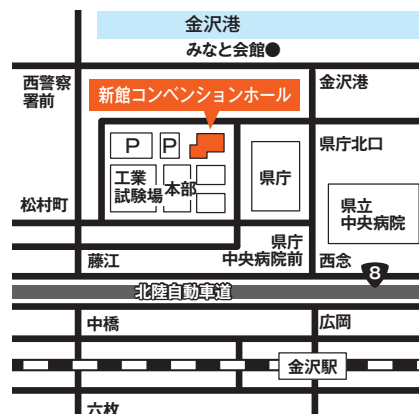 金沢港
みなと会館
西警察
署前
新館コンベンションホール
金沢港
P
P
県庁北口
工業
試験場
本部
県庁
松村町
県立
中央病院
藤江
県庁
中央病院前
西念
8
北陸自動車道
中橋
広岡
金沢駅
六枚